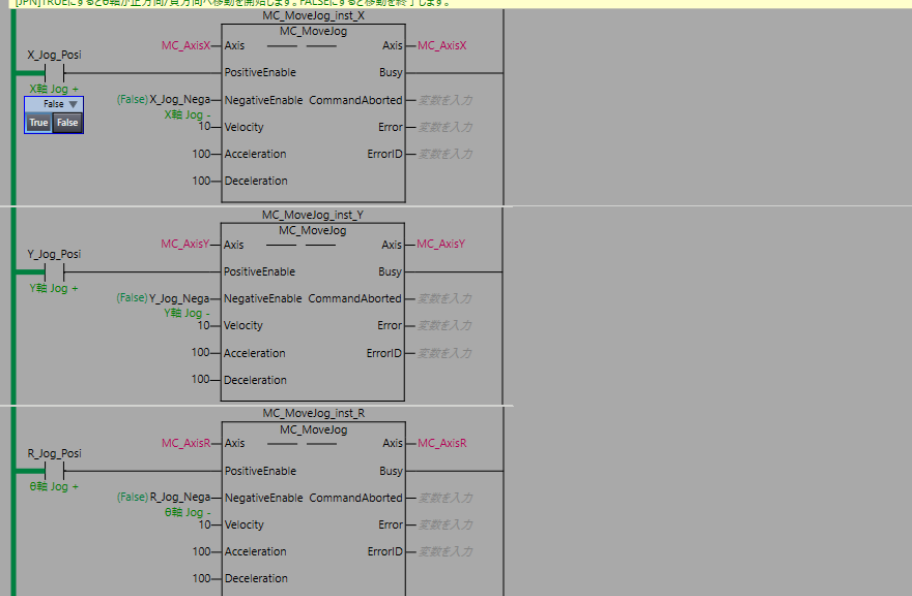 [JPN]TRUEにするとθ軸が正方向/負方向へ移動を開始します。FALSEにすると移動を終了します。
MC_MoveJog_inst_X
MC_MoveJog
MC_AxisX Axis Axis MC_AxisX
X_Jog_Posi
PositiveEnable Busy
X軸 Jog +
False
True False
(False) X_Jog_Nega NegativeEnable CommandAborted 変数を入力
X軸 Jog -
10 Velocity Error 変数を入力
100 Acceleration ErrorID 変数を入力
100 Deceleration
MC_MoveJog_inst_Y
MC_MoveJog
MC_AxisY Axis Axis MC_AxisY
Y_Jog_Posi
PositiveEnable Busy
Y軸 Jog +
(False) Y_Jog_Nega NegativeEnable CommandAborted 変数を入力
Y軸 Jog -
10 Velocity Error 変数を入力
100 Acceleration ErrorID 変数を入力
100 Deceleration
MC_MoveJog_inst_R
MC_MoveJog
MC_AxisR Axis Axis MC_AxisR
R_Jog_Posi
PositiveEnable Busy
θ軸 Jog +
(False) R_Jog_Nega NegativeEnable CommandAborted 変数を入力
θ軸 Jog -
10 Velocity Error 変数を入力
100 Acceleration ErrorID 変数を入力
100 Deceleration